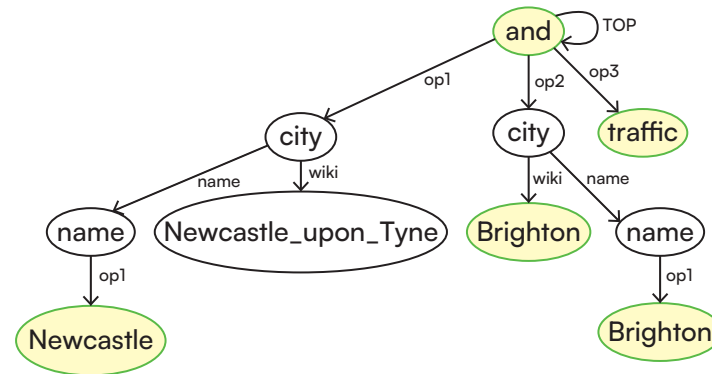 and
TOP
op1
op2
op3
city
city
traffic
name
wiki
wiki
name
name
Newcastle_upon_Tyne
Brighton
name
op1
op1
Newcastle
Brighton